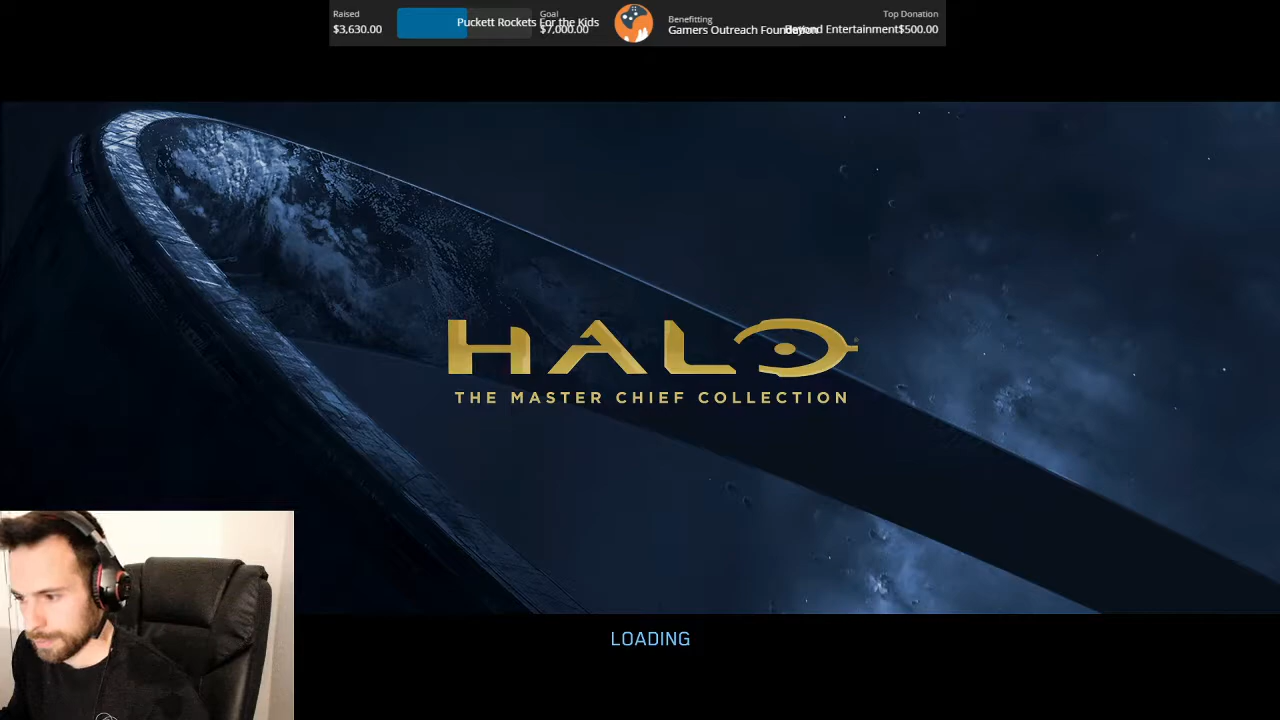 Raised
$3,630.00
Puckett Rockets For the Kids
Goal
$7,000.00
Benefitting
Gamers Outreach Foundation
Top Donation
Beyond Entertainment
$500.00
HALO
THE MASTER CHIEF COLLECTION
LOADING